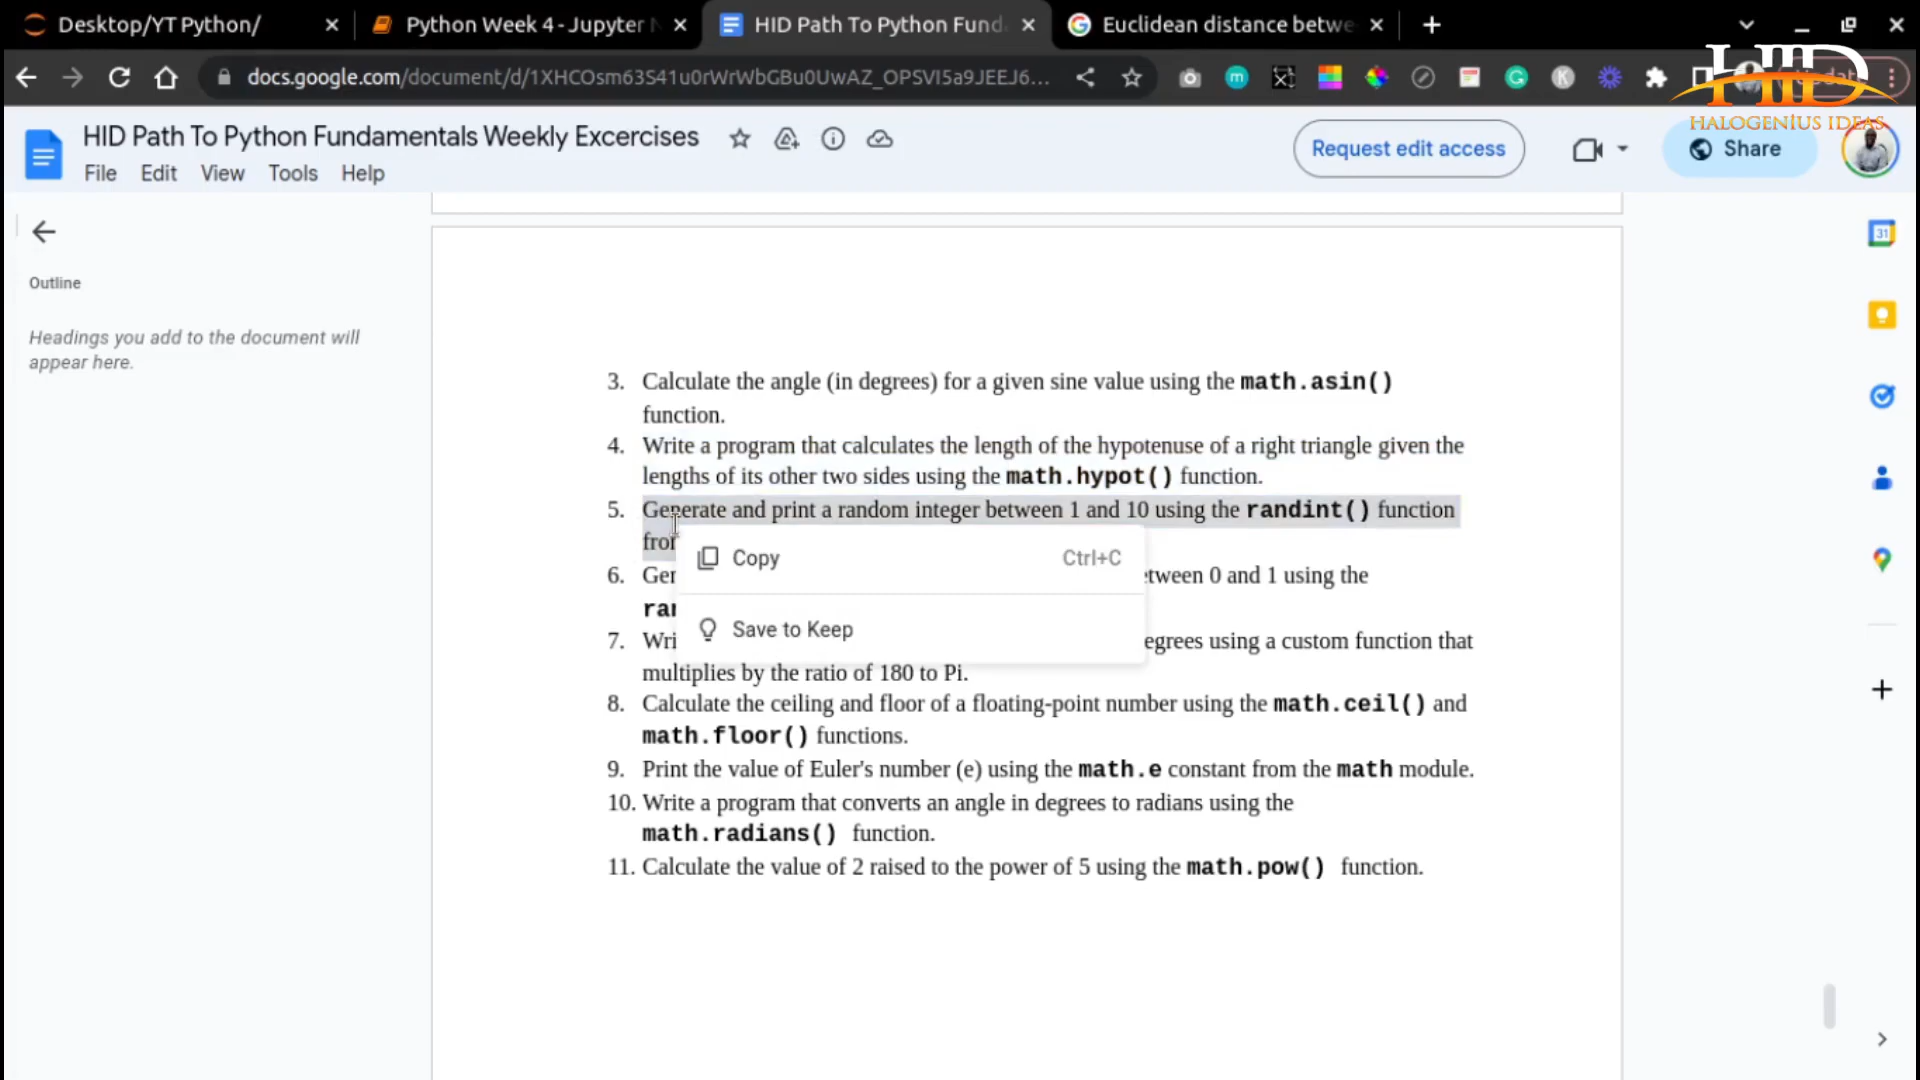 Desktop/YT Python/
Python Week 4 - Jupyter N
HID Path To Python Fund
Euclidean distance betwe
docs.google.com/document/d/1XHCOsm63S41u0rWrWbGBu0UwAZ_OPSVI5a9JEEJ6...
HID
HALOGENIUS IDEAS
HID Path To Python Fundamentals Weekly Excercises
Request edit access
Share
File Edit View Tools Help
Outline
Headings you add to the document will
appear here.
3. Calculate the angle (in degrees) for a given sine value using the math.asin()
function.
4. Write a program that calculates the length of the hypotenuse of a right triangle given the
lengths of its other two sides using the math.hypot() function.
5. Generate and print a random integer between 1 and 10 using the randint() function
Copy Ctrl+C
6. between 0 and 1 using the
Save to Keep
7. degrees using a custom function that
multiplies by the ratio of 180 to Pi.
8. Calculate the ceiling and floor of a floating-point number using the math.ceil() and
math.floor() functions.
9. Print the value of Euler's number (e) using the math.e constant from the math module.
10. Write a program that converts an angle in degrees to radians using the
math.radians() function.
11. Calculate the value of 2 raised to the power of 5 using the math.pow() function.